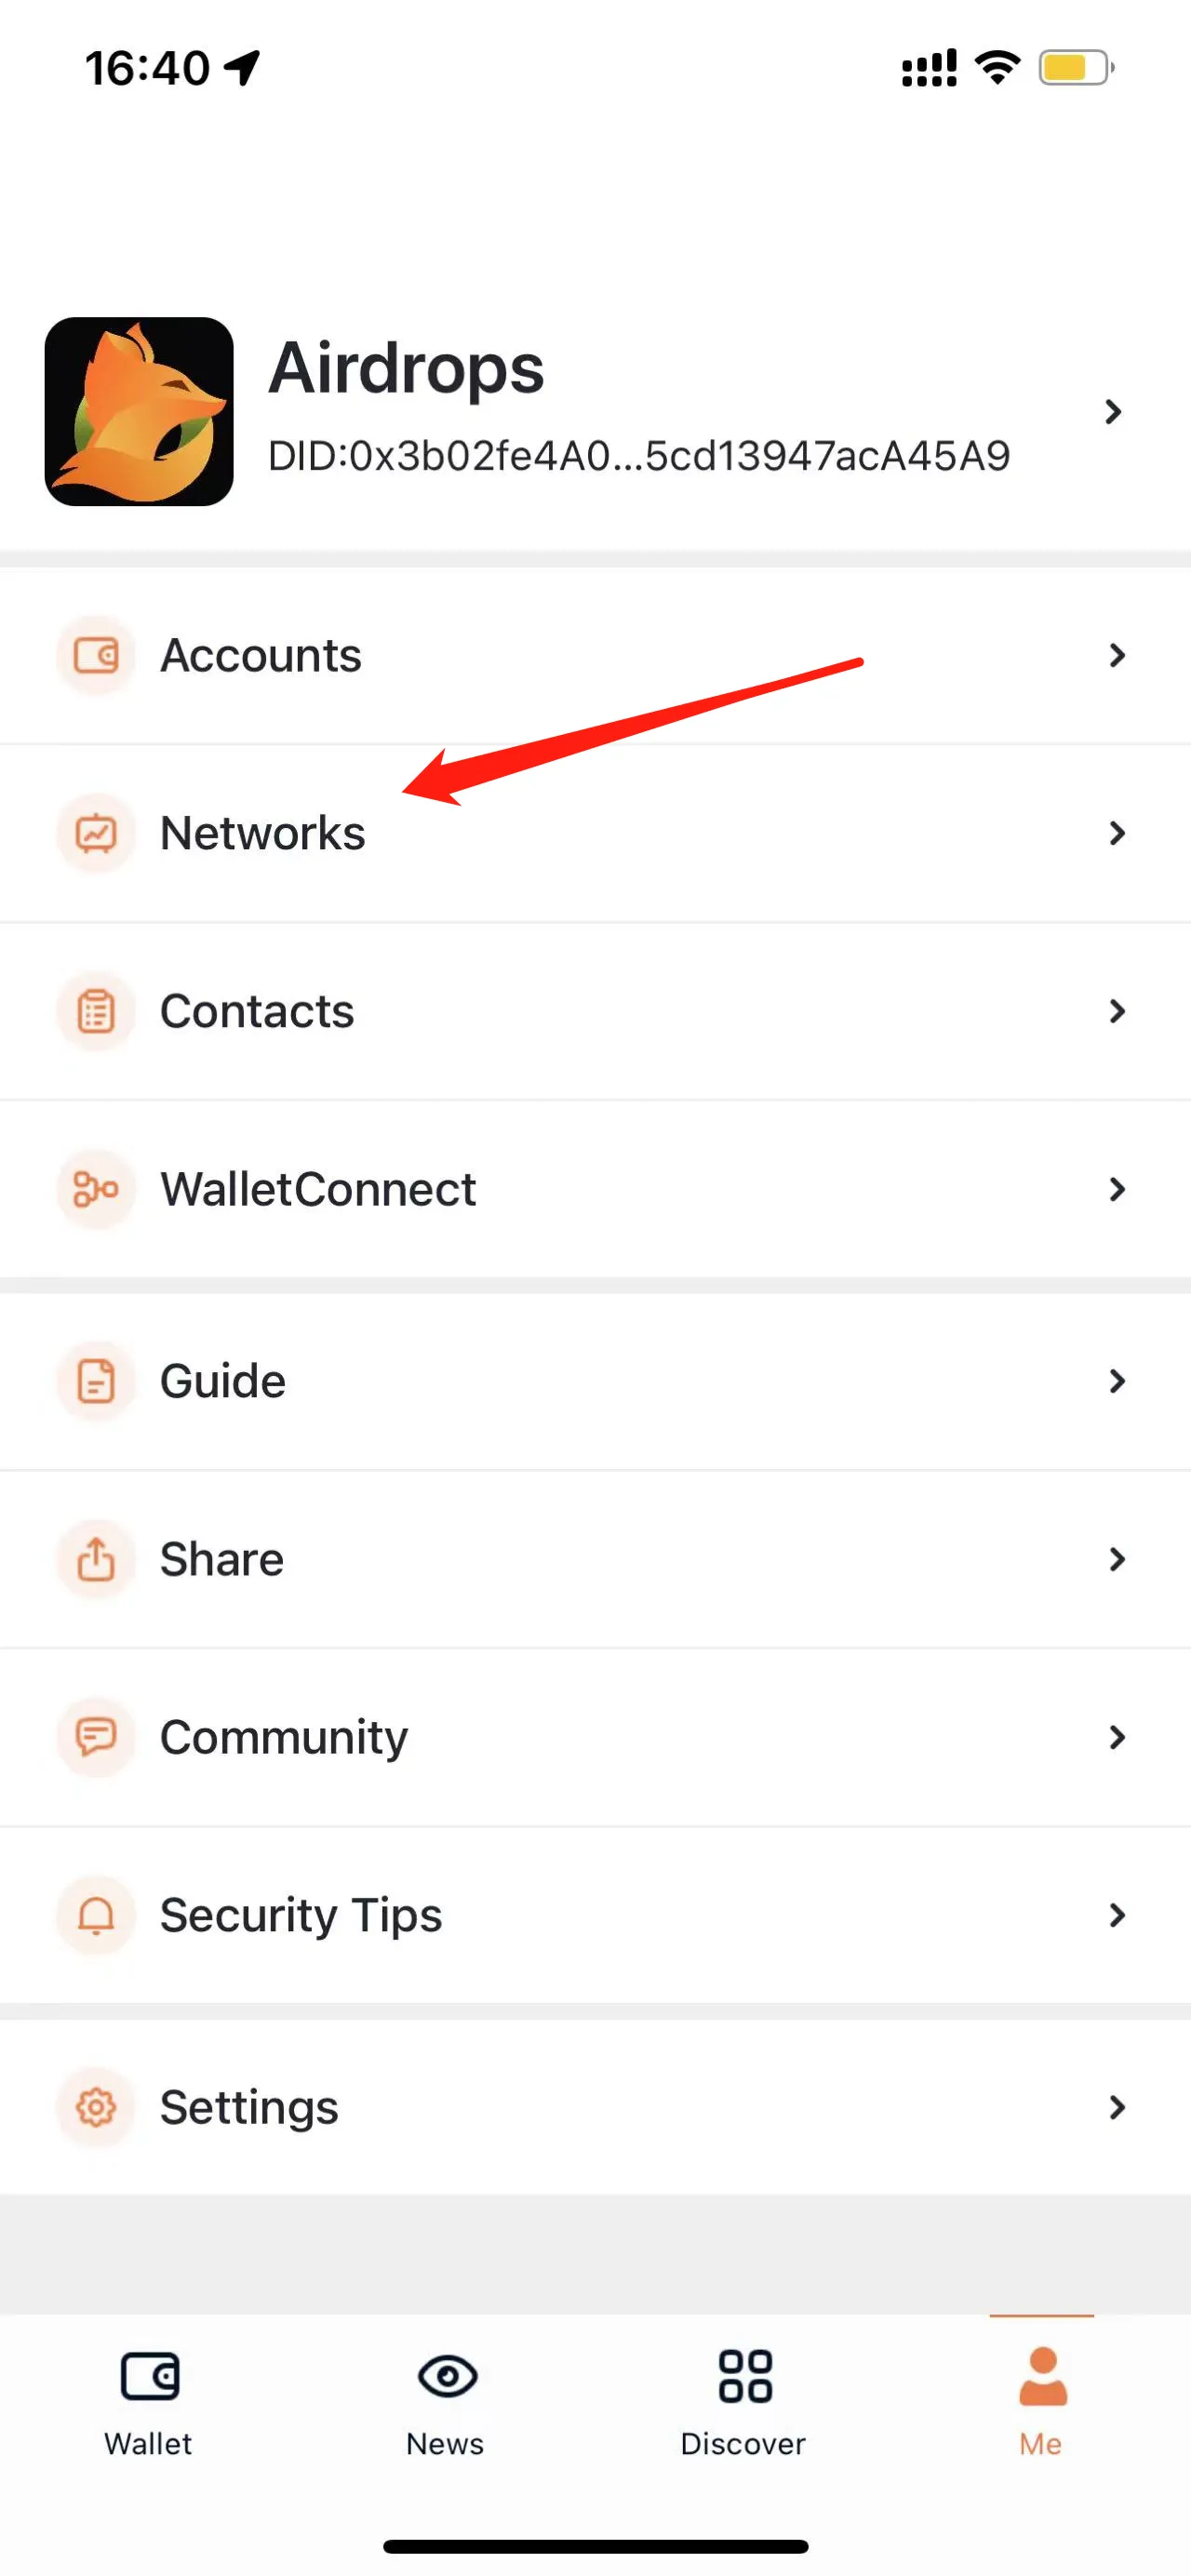 16:40
Airdrops
DID:0x3b02fe4A0...5cd13947acA45A9
Accounts
Networks
Contacts
WalletConnect
Guide
Share
Community
Security Tips
Settings
Wallet News Discover Me